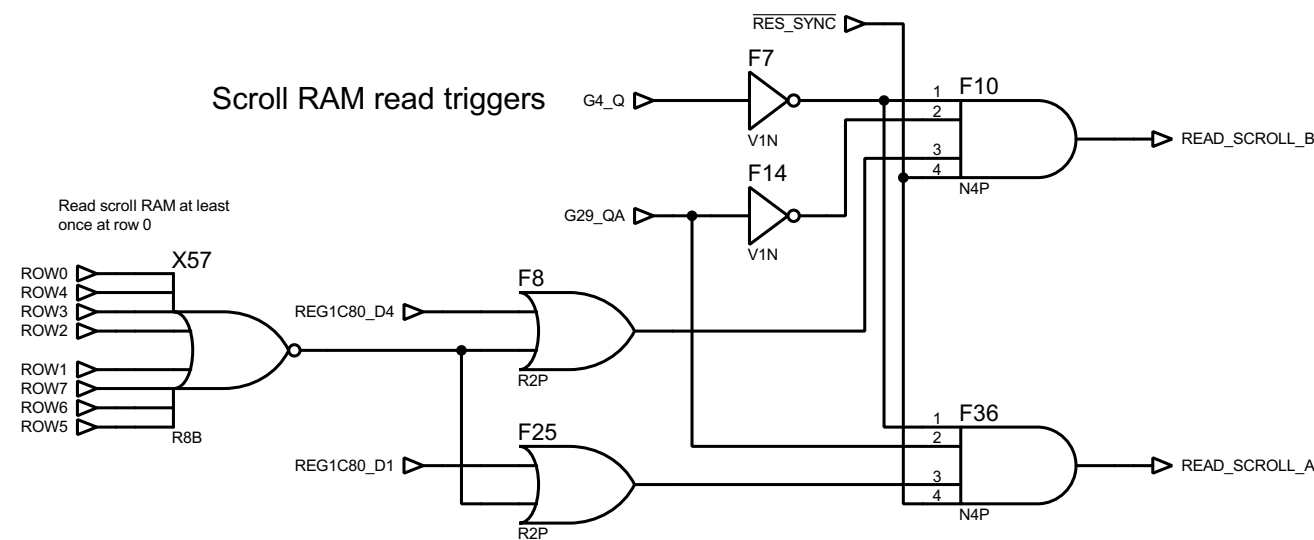 RES_SYNC
F7
Scroll RAM read triggers
G4_Q
V1N
1
2
3
4
F10
N4P
READ_SCROLL_B
F14
G29_QA
V1N
Read scroll RAM at least
once at row 0
X57
ROW0
ROW4
ROW3
ROW2
ROW1
ROW7
ROW6
ROW5
R8B
F8
REG1C80_D4
R2P
F25
REG1C80_D1
R2P
1
2
3
4
F36
N4P
READ_SCROLL_A